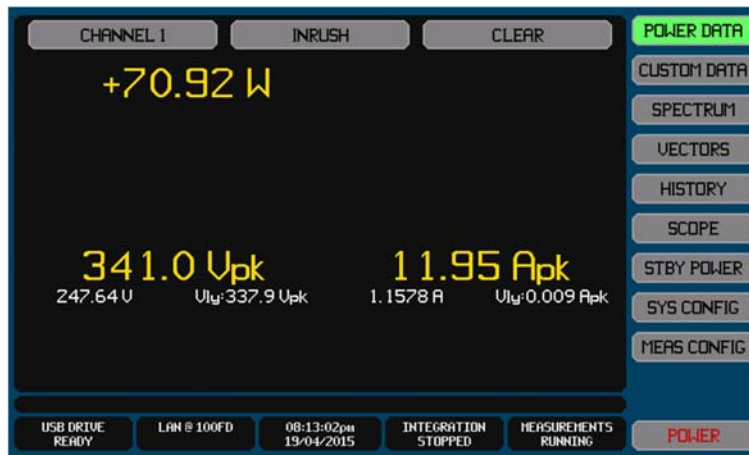 CHANNEL 1
INRUSH
CLEAR
POWER DATA
+70.92 W
CUSTOM DATA
SPECTRUM
VECTORS
HISTORY
SCOPE
341.0 Vpk
11.95 Apk
STBY POWER
247.64 V
Vly:337.9 Vpk
1.1578 A
Vly:0.009 Apk
SYS CONFIG
MEAS CONFIG
USB DRIVE
READY
LAN @ 100FD
08:13:02pm
19/04/2015
INTEGRATION
STOPPED
MEASUREMENTS
RUNNING
POWER